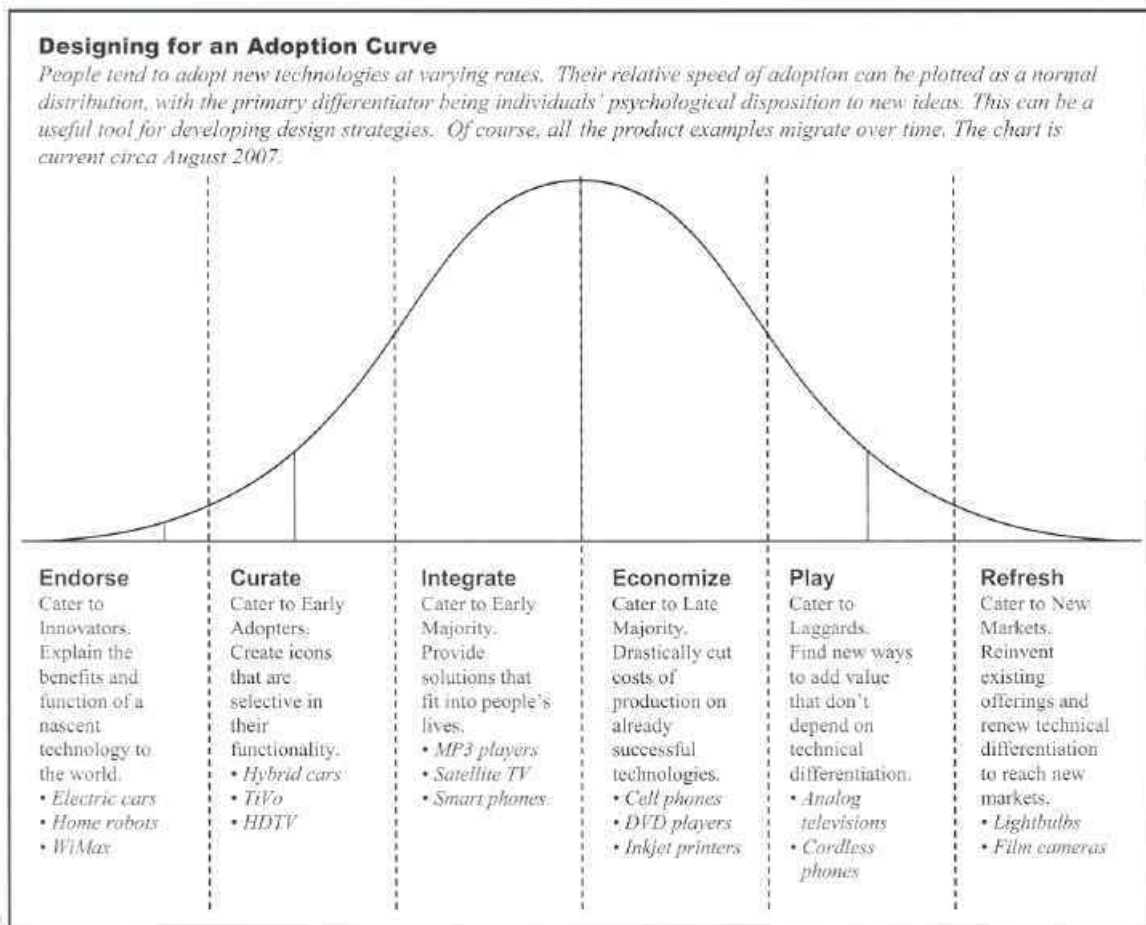 Designing for an Adoption Curve
People tend to adopt new technologies at varying rates. Their relative speed of adoption can be plotted as a normal
distribution, with the primary differentiator being individuals' psychological disposition to new ideas. This can be a
useful tool for developing design strategies. Of course, all the product examples migrate over time. The chart is
current circa August 2007.
Endorse
Cater to
Innovators.
Explain the
benefits and
function of a
nascent
technology to
the world.
• Electric cars
• Home robots
• WiMax
Curate
Cater to Early
Adopters.
Create icons
that are
selective in
their
functionality.
• Hybrid cars
• TiVo
• HDTV
Integrate
Cater to Early
Majority.
Provide
solutions that
fit into people's
lives.
• MP3 players
• Satellite TV
• Smart phones
Economize
Cater to Late
Majority.
Drastically cut
costs of
production on
already
successful
technologies.
• Cell phones
• DVD players
• Inkjet printers
Play
Cater to
Laggards.
Find new ways
to add value
that don't
depend on
technical
differentiation.
• Analog
televisions
• Cordless
phones
Refresh
Cater to New
Markets.
Reinvent
existing
offerings and
renew technical
differentiation
to reach new
markets.
• Lightbulbs
• Film cameras